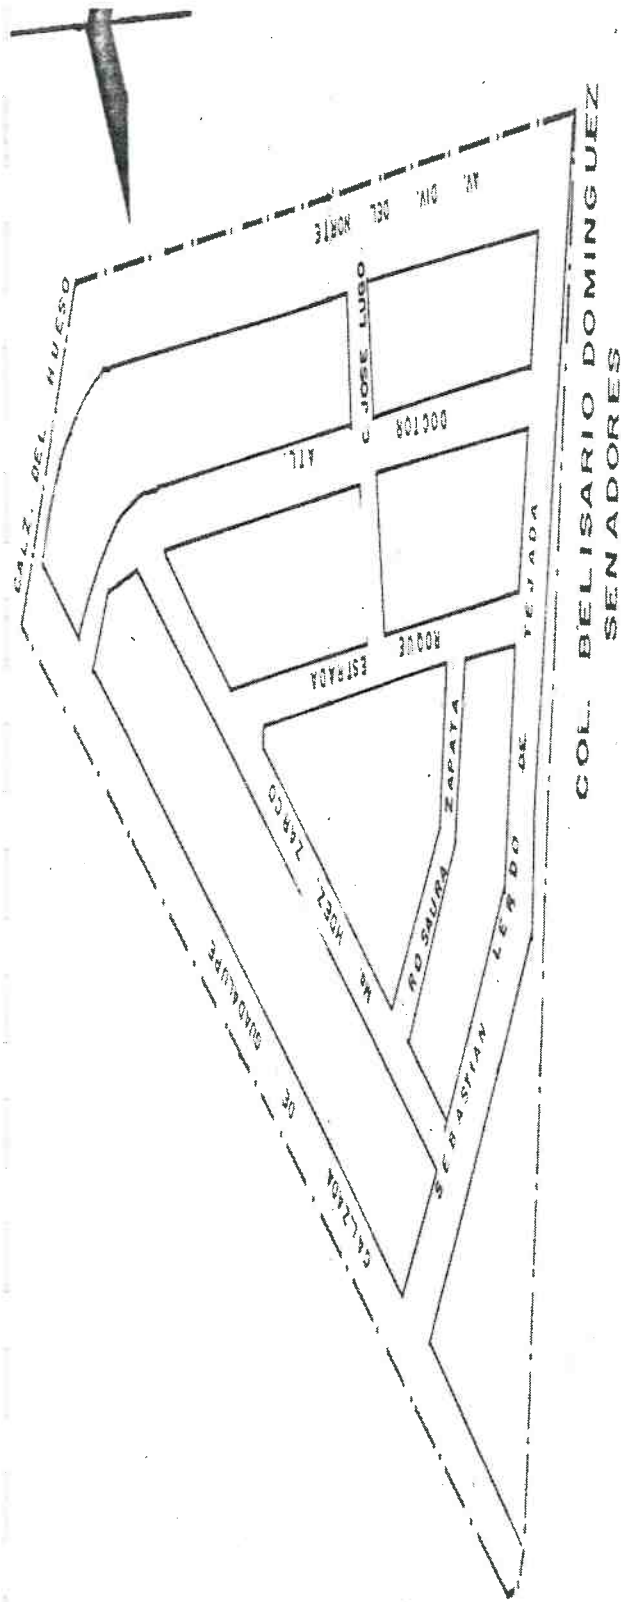 CALZ. DEL HUESO
AV. DIV. DEL NORTE
P. JOSE LUGO
DOCTOR ATL.
ROQUE ESTRADA
ROSAURA ZAPATA
MA. HDEZ. ZARCO
SEBASTIAN LERDO DE TEJADA
CALZADA DE GUADALUPE
COL. BELISARIO DOMINGUEZ
SENADORES